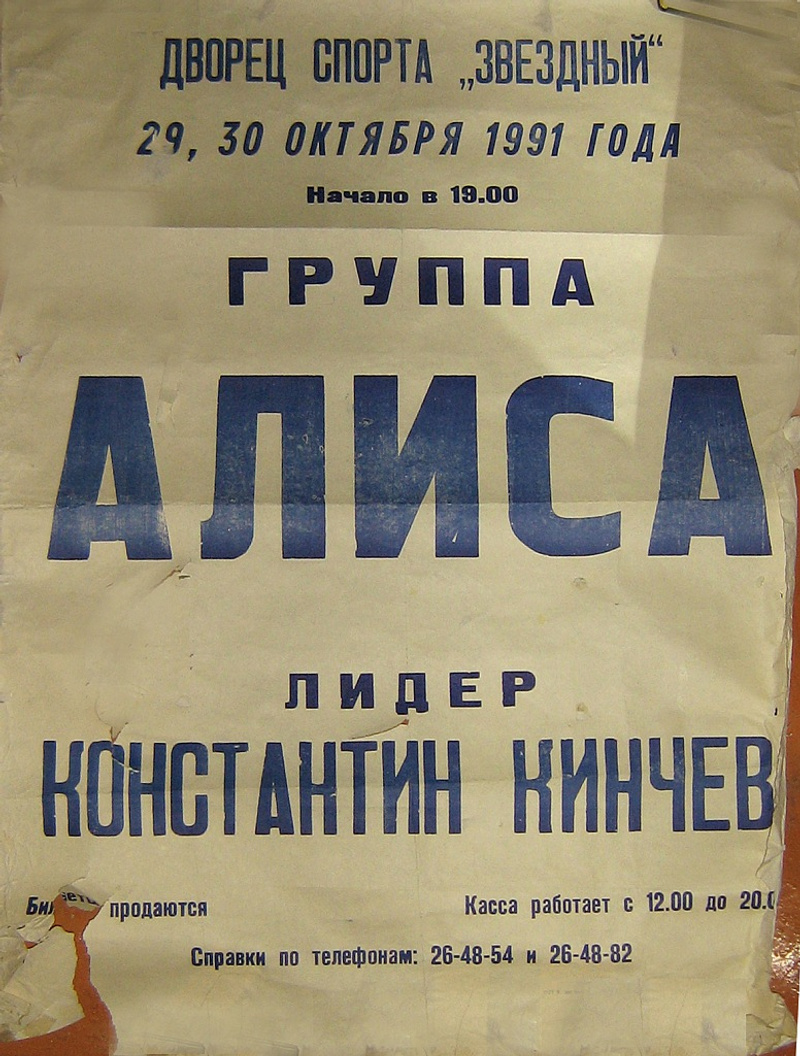 ДВОРЕЦ СПОРТА „ЗВЕЗДНЫЙ“
29, 30 ОКТЯБРЯ 1991 ГОДА
Начало в 19.00
ГРУППА
АЛИСА
ЛИДЕР
КОНСТАНТИН КИНЧЕВ
продаются Касса работает с 12.00 до 20.0
Справки по телефонам: 26-48-54 и 26-48-82